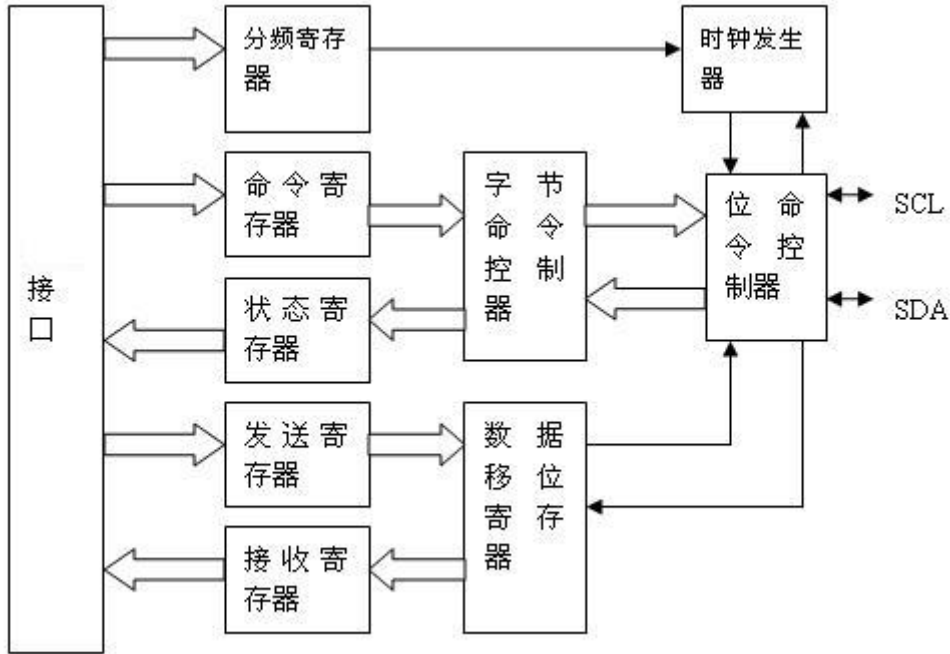 接
口
分频寄存
器
时钟发生
器
命令寄
存器
字节
命令
控制
器
位命
令控
制器
SCL
SDA
状态寄
存器
发送寄
存器
数据
移位
寄存
器
接收寄
存器